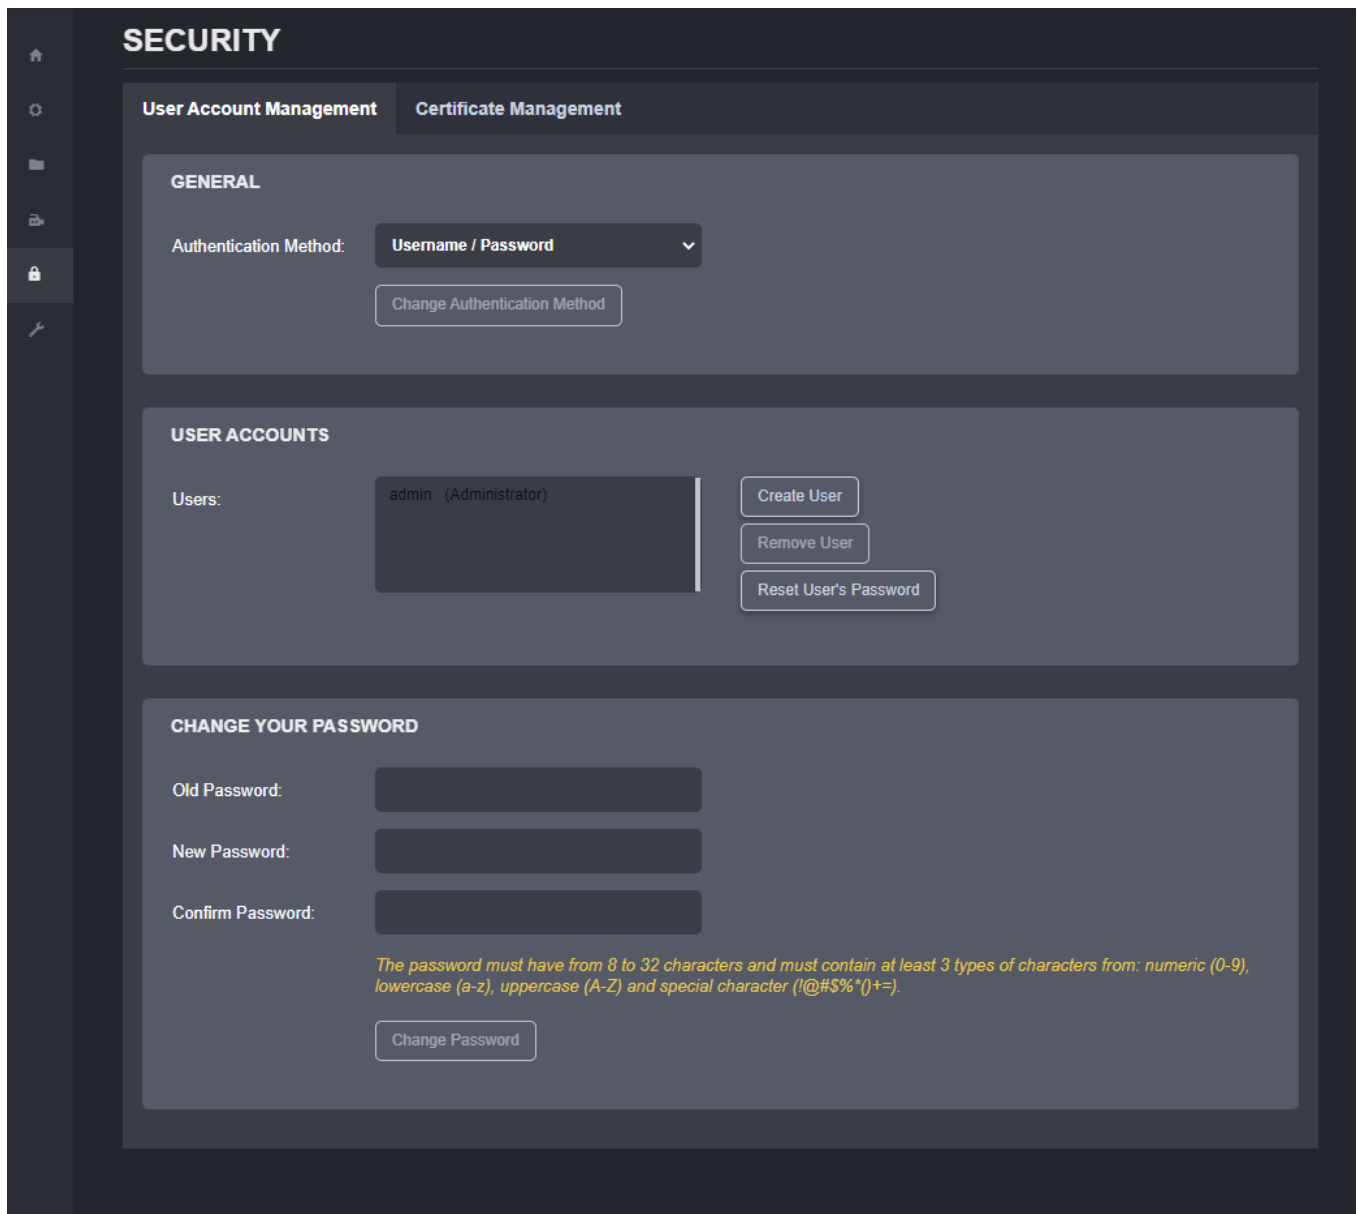 SECURITY
User Account Management
Certificate Management
GENERAL
Authentication Method:
Username / Password
Change Authentication Method
USER ACCOUNTS
Users:
admin (Administrator)
Create User
Remove User
Reset User's Password
CHANGE YOUR PASSWORD
Old Password:
New Password:
Confirm Password:
The password must have from 8 to 32 characters and must contain at least 3 types of characters from: numeric (0-9),
lowercase (a-z), uppercase (A-Z) and special character (!@#$%*()+=).
Change Password